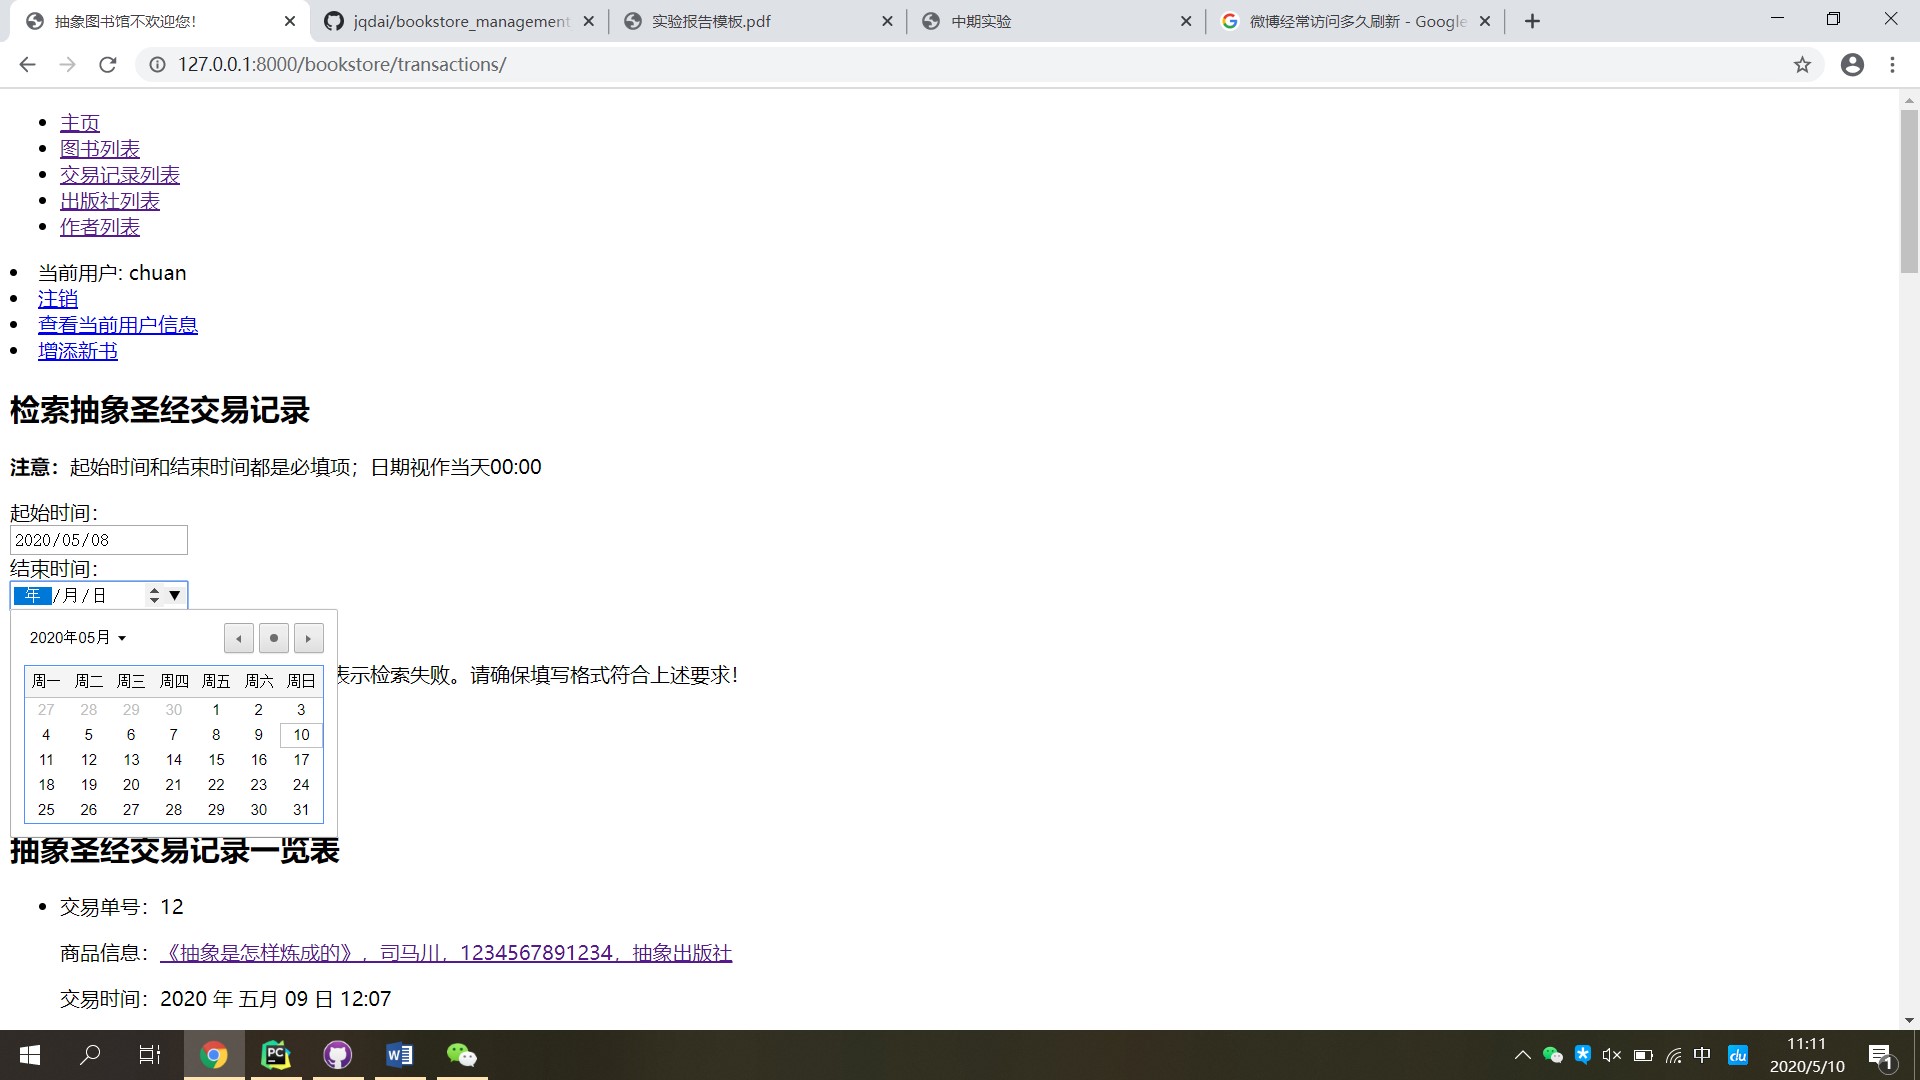 抽象图书馆不欢迎您！
jqdai/bookstore_management
实验报告模板.pdf
中期实验
微博经常访问多久刷新 - Google
127.0.0.1:8000/bookstore/transactions/
主页
图书列表
交易记录列表
出版社列表
作者列表
当前用户: chuan
注销
查看当前用户信息
增添新书
检索抽象圣经交易记录
注意：起始时间和结束时间都是必填项；日期视作当天00:00
起始时间：
2020/05/08
结束时间：
年/月/日
2020年05月
表示检索失败。请确保填写格式符合上述要求！
周一 周二 周三 周四 周五 周六 周日
27 28 29 30 1 2 3
4 5 6 7 8 9 10
11 12 13 14 15 16 17
18 19 20 21 22 23 24
25 26 27 28 29 30 31
抽象圣经交易记录一览表
交易单号：12
商品信息：《抽象是怎样炼成的》，司马川，1234567891234，抽象出版社
交易时间：2020 年 五月 09 日 12:07
PC
W
中
du
11:11
2020/5/10
1